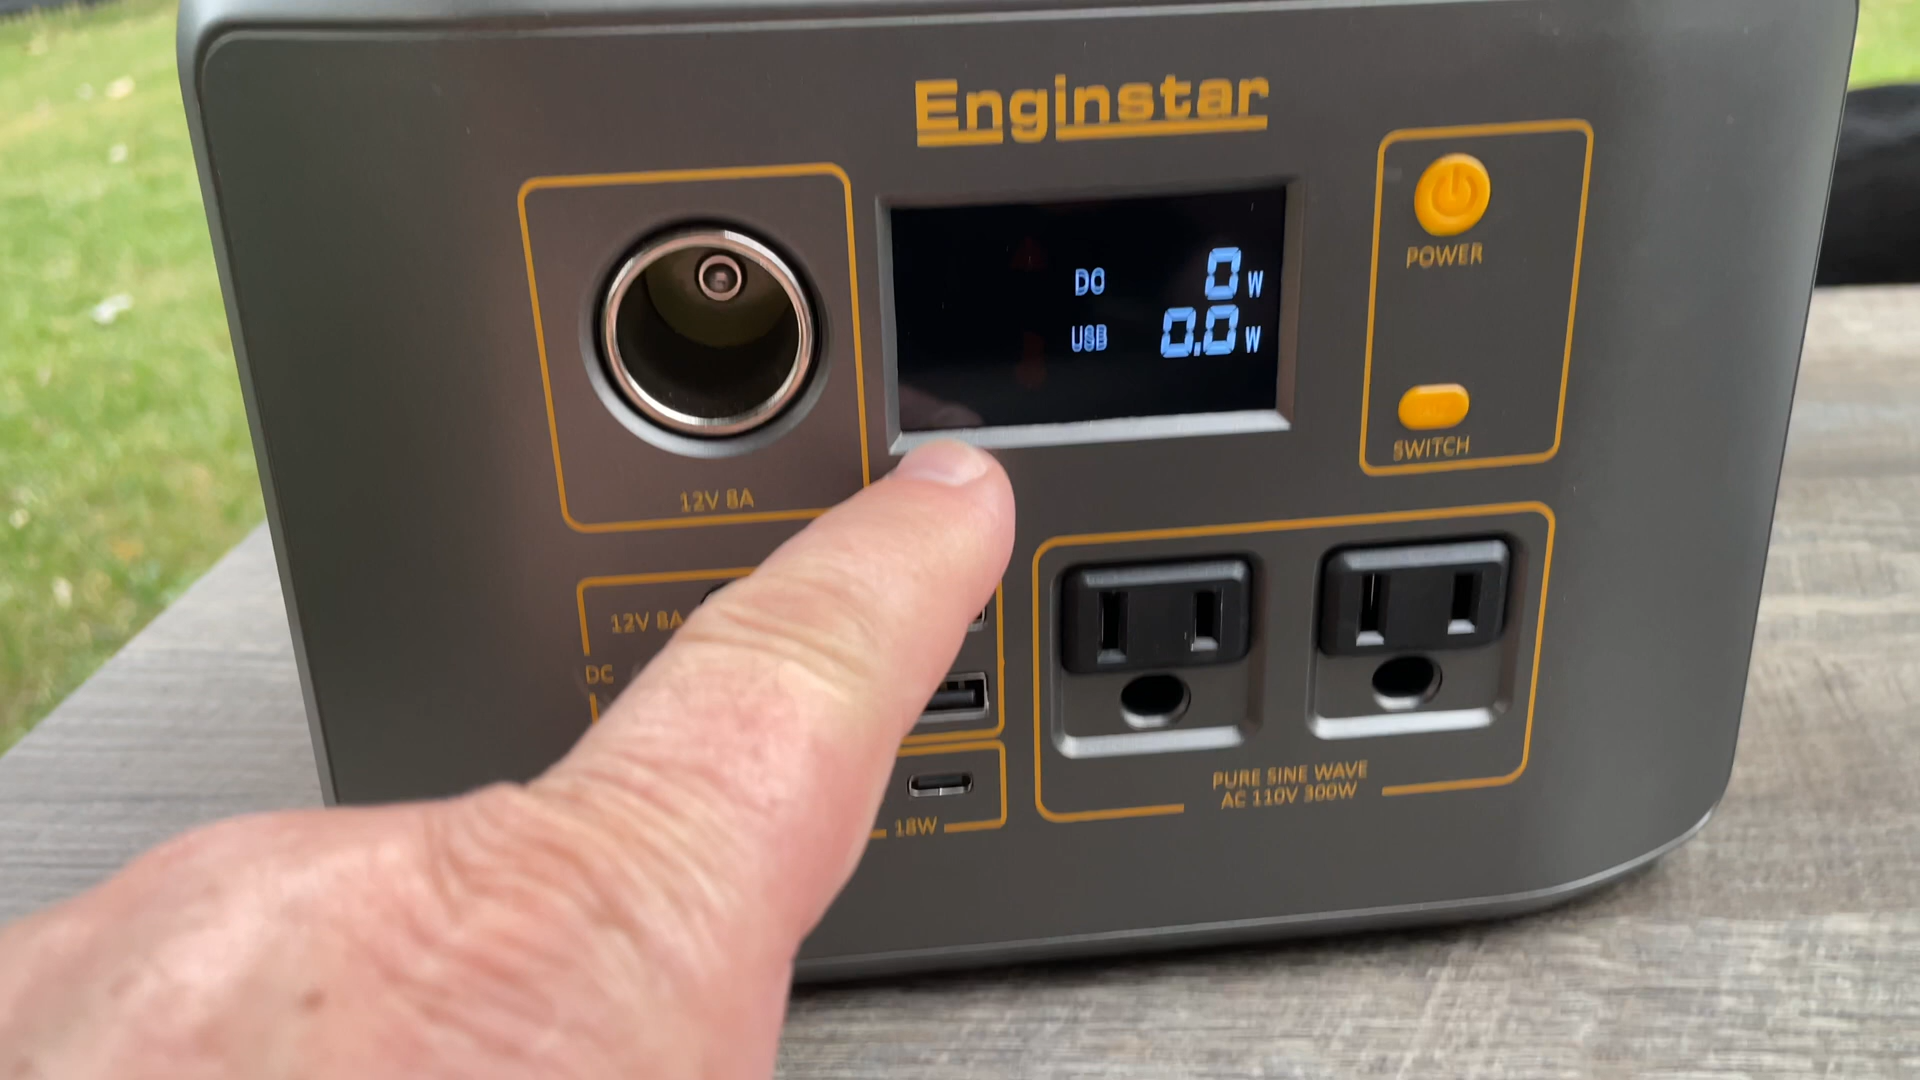 Enginstar
POWER
DO 0 W
USB 0.0 W
SWITCH
12V 8A
12V 8A
DC
18W
PURE SINE WAVE
AC 110V 300W